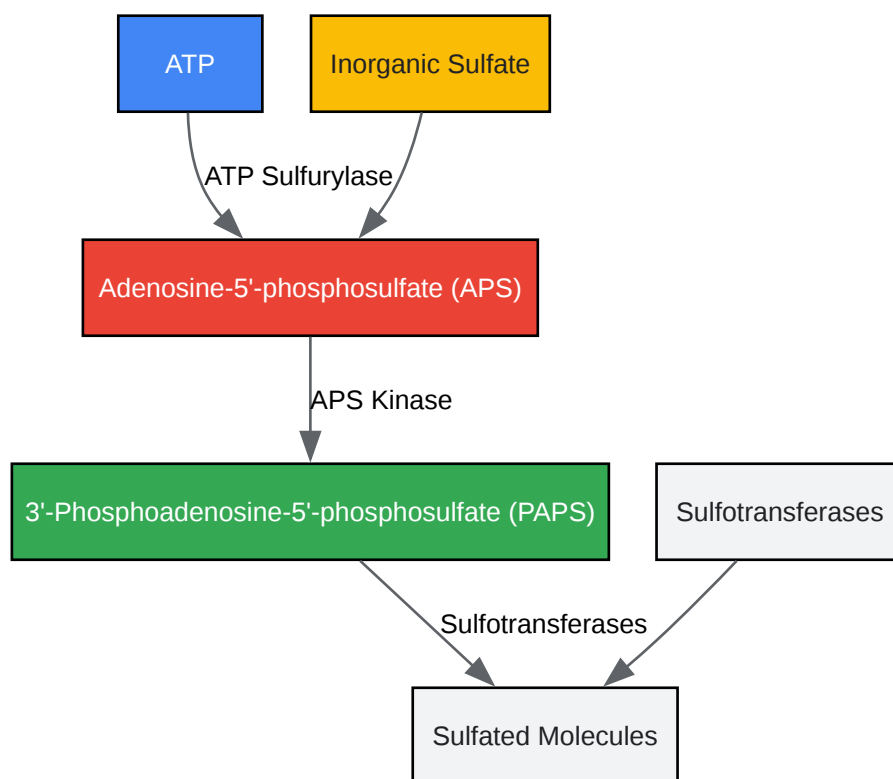 ATP
Inorganic Sulfate
ATP Sulfurylase
Adenosine-5'-phosphosulfate (APS)
APS Kinase
3'-Phosphoadenosine-5'-phosphosulfate (PAPS)
Sulfotransferases
Sulfotransferases
Sulfated Molecules